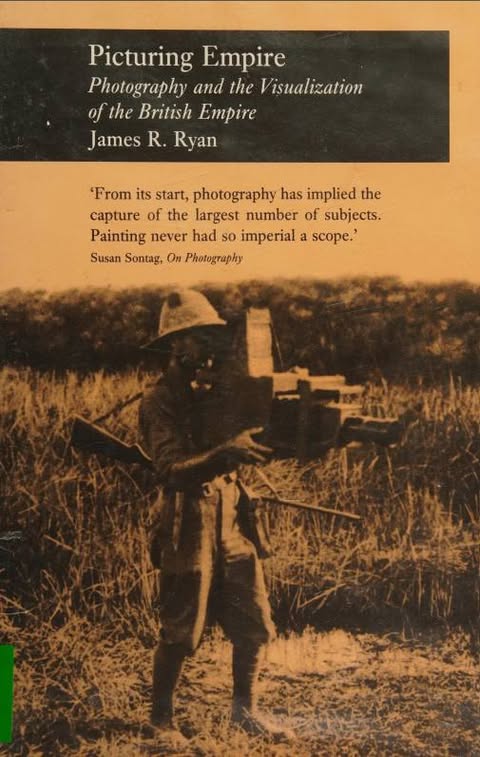 Picturing Empire
Photography and the Visualization
of the British Empire
James R. Ryan
‘From its start, photography has implied the
capture of the largest number of subjects.
Painting never had so imperial a scope.’
Susan Sontag, On Photography